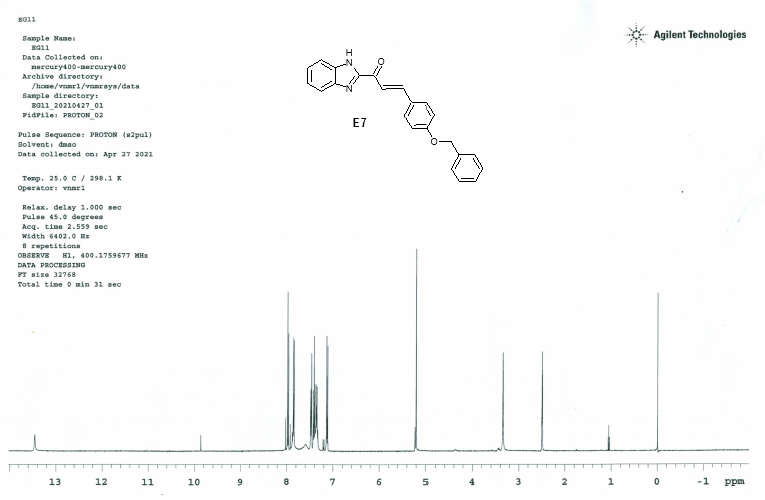 EG11
Sample Name:
EG11
Data Collected on:
mercury400-mercury400
Archive directory:
/home/vnmr1/vnmrsys/data
Sample directory:
EG11_20210427_01
FidFile: PROTON_02
Pulse Sequence: PROTON (s2pul)
Solvent: dmso
Data collected on: Apr 27 2021
Temp. 25.0 C / 298.1 K
Operator: vnmr1
Relax. delay 1.000 sec
Pulse 45.0 degrees
Acq. time 2.559 sec
Width 6402.0 Hz
8 repetitions
OBSERVE H1, 400.1759677 MHz
DATA PROCESSING
FT size 32768
Total time 0 min 31 sec
Agilent Technologies
H
N
O
N
E7
O
13 12 11 10 9 8 7 6 5 4 3 2 1 0 -1 ppm